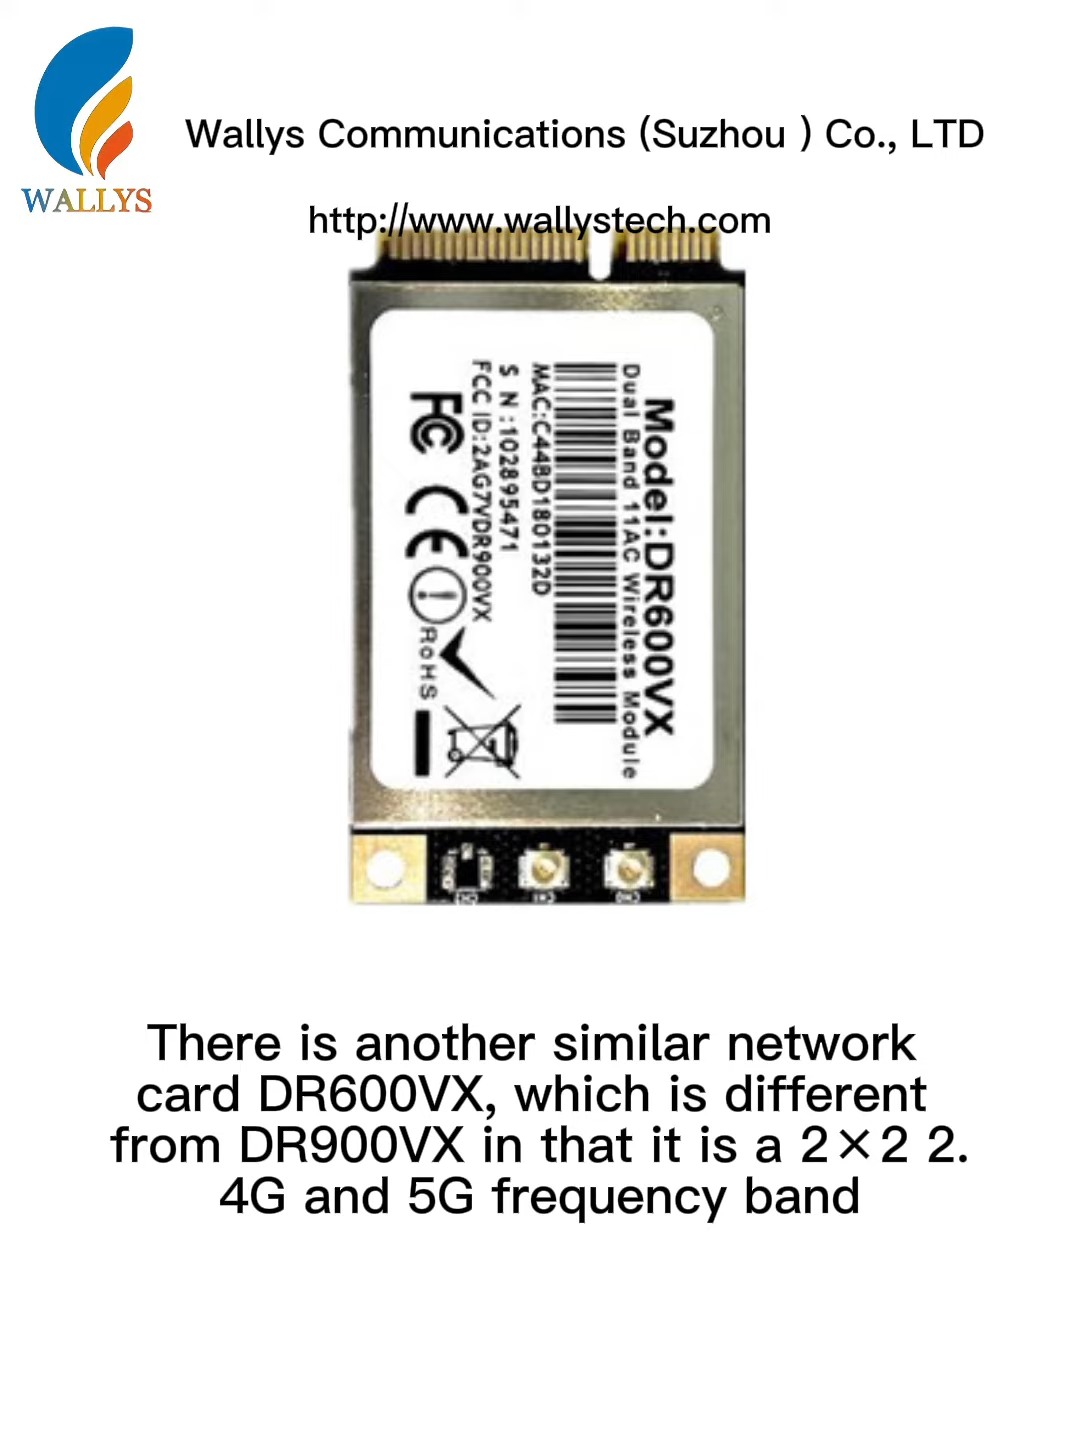 WALLYS
Wallys Communications (Suzhou ) Co., LTD
http://www.wallystech.com
Model:DR600VX
Dual Band 11AC Wireless Module
MAC:C44BD180132D
S N :102895471
FCC ID:2AG7VDR900VX
FC CE
RoHS
There is another similar network
card DR600VX, which is different
from DR900VX in that it is a 2×2 2.
4G and 5G frequency band